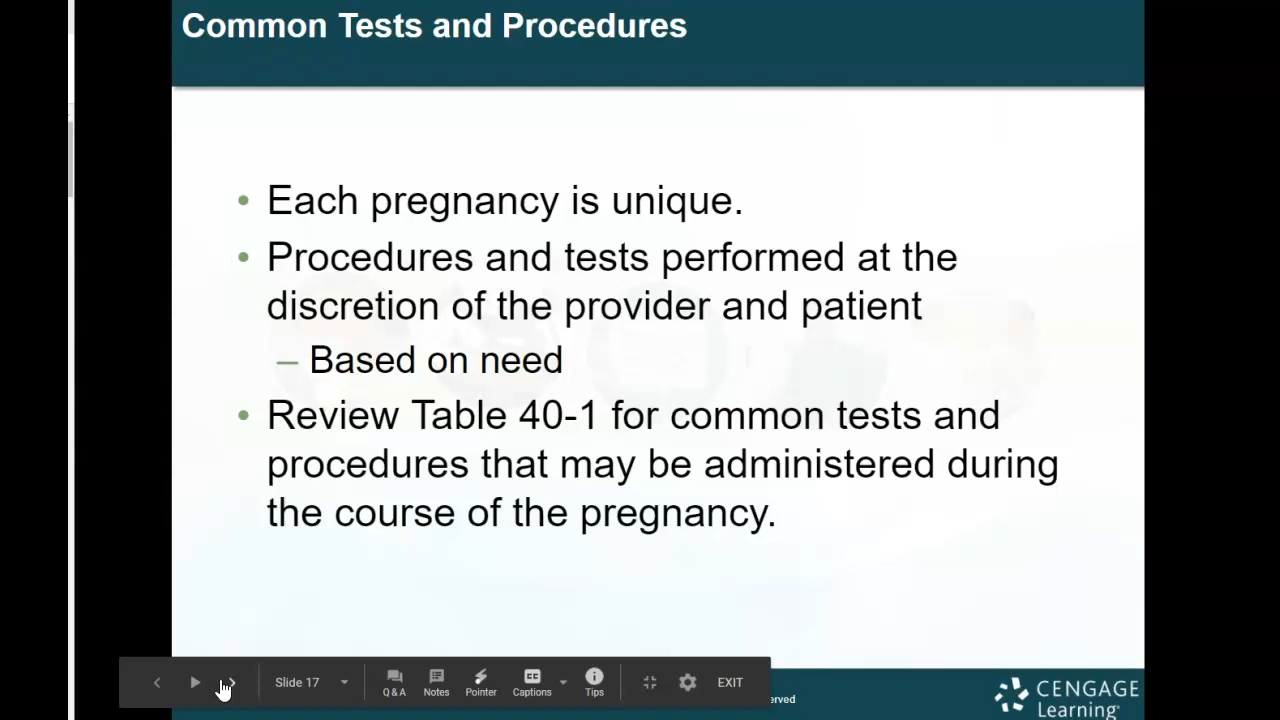 Common Tests and Procedures
• Each pregnancy is unique.
• Procedures and tests performed at the
discretion of the provider and patient
– Based on need
• Review Table 40-1 for common tests and
procedures that may be administered during
the course of the pregnancy.
Slide 17
Q & A
Notes
Pointer
Captions
Tips
EXIT
erved
CENGAGE
Learning